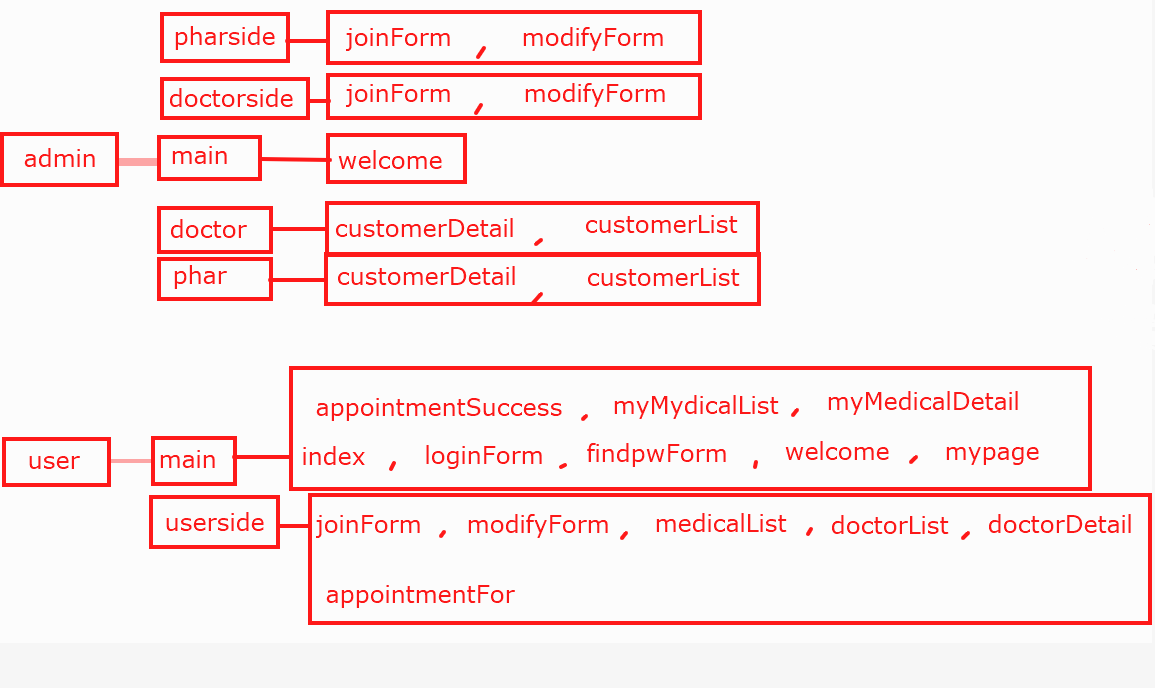 pharside joinForm , modifyForm
doctorside joinForm , modifyForm
admin main welcome
doctor customerDetail , customerList
phar customerDetail , customerList
appointmentSuccess , myMydicalList , myMedicalDetail
user main index , loginForm , findpwForm , welcome , mypage
userside joinForm , modifyForm , medicalList , doctorList , doctorDetail
appointmentFor